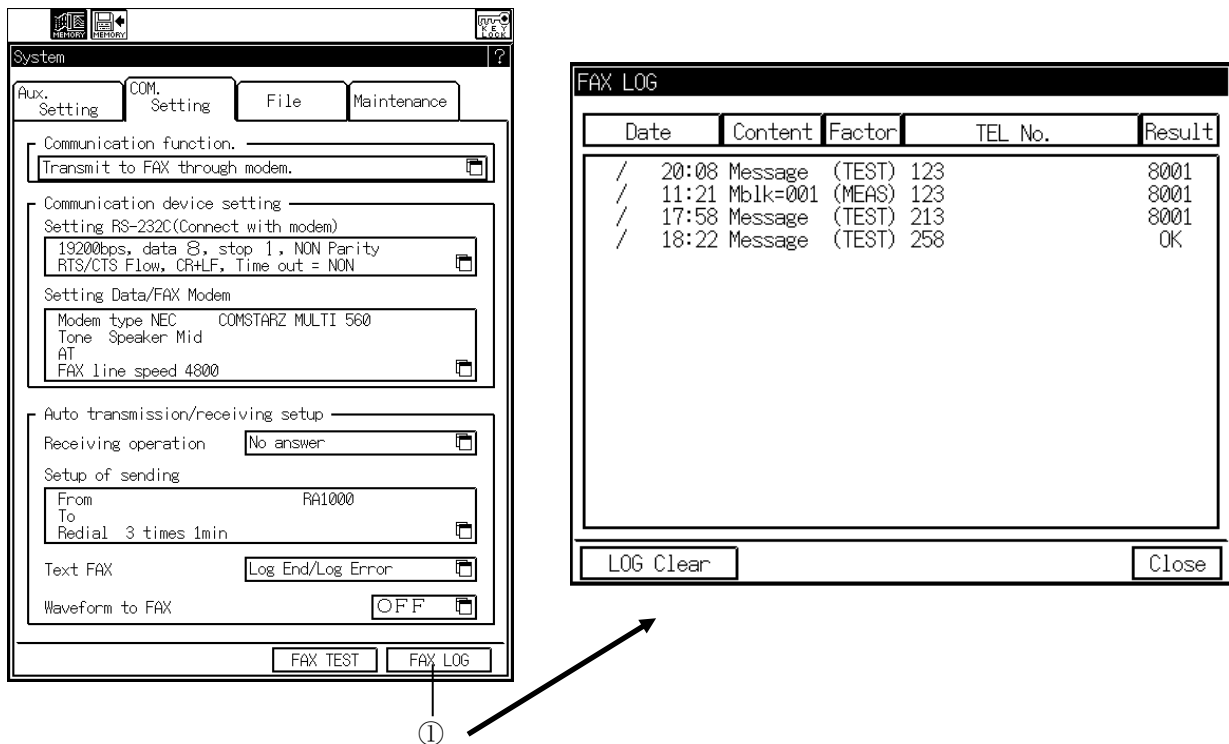 MEMORY MEMORY KEY LOCK
System ?
Aux. Setting COM. Setting File Maintenance
Communication function.
Transmit to FAX through modem.
Communication device setting
Setting RS-232C(Connect with modem)
19200bps, data 8, stop 1, NON Parity
RTS/CTS Flow, CR+LF, Time out = NON
Setting Data/FAX Modem
Modem type NEC COMSTARZ MULTI 560
Tone Speaker Mid
AT
FAX line speed 4800
Auto transmission/receiving setup
Receiving operation No answer
Setup of sending
From RA1000
To
Redial 3 times 1min
Text FAX Log End/Log Error
Waveform to FAX OFF
FAX TEST FAX LOG
①
FAX LOG
Date Content Factor TEL No. Result
/ 20:08 Message (TEST) 123 8001
/ 11:21 Mblk=001 (MEAS) 123 8001
/ 17:58 Message (TEST) 213 8001
/ 18:22 Message (TEST) 258 OK
LOG Clear Close